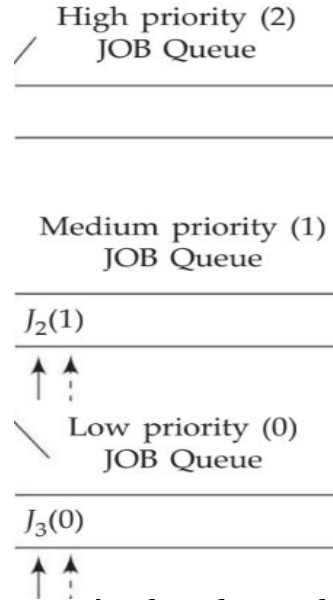 High priority (2)
JOB Queue
Medium priority (1)
JOB Queue
J₂(1)
Low priority (0)
JOB Queue
J₃(0)